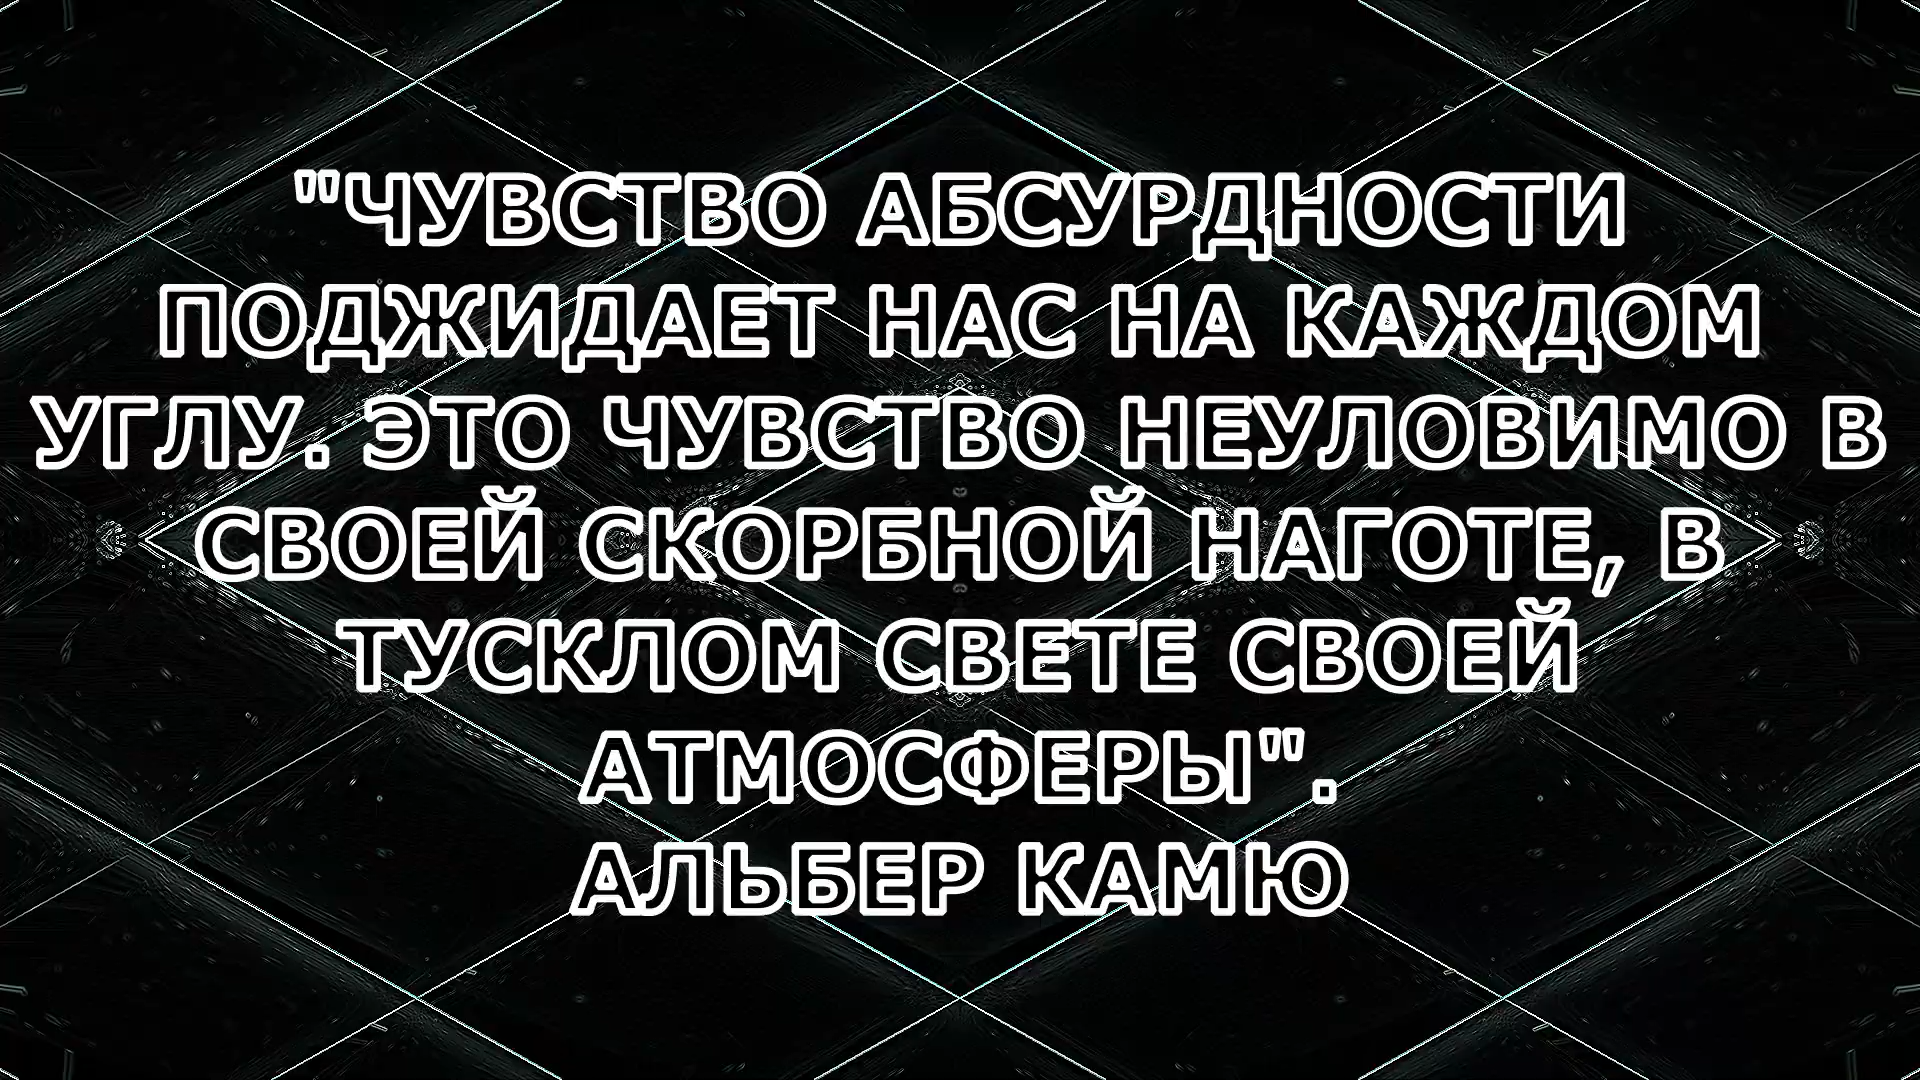 "ЧУВСТВО АБСУРДНОСТИ
ПОДЖИДАЕТ НАС НА КАЖДОМ
УГЛУ. ЭТО ЧУВСТВО НЕУЛОВИМО В
СВОЕЙ СКОРБНОЙ НАГОТЕ, В
ТУСКЛОМ СВЕТЕ СВОЕЙ
АТМОСФЕРЫ".
АЛЬБЕР КАМЮ